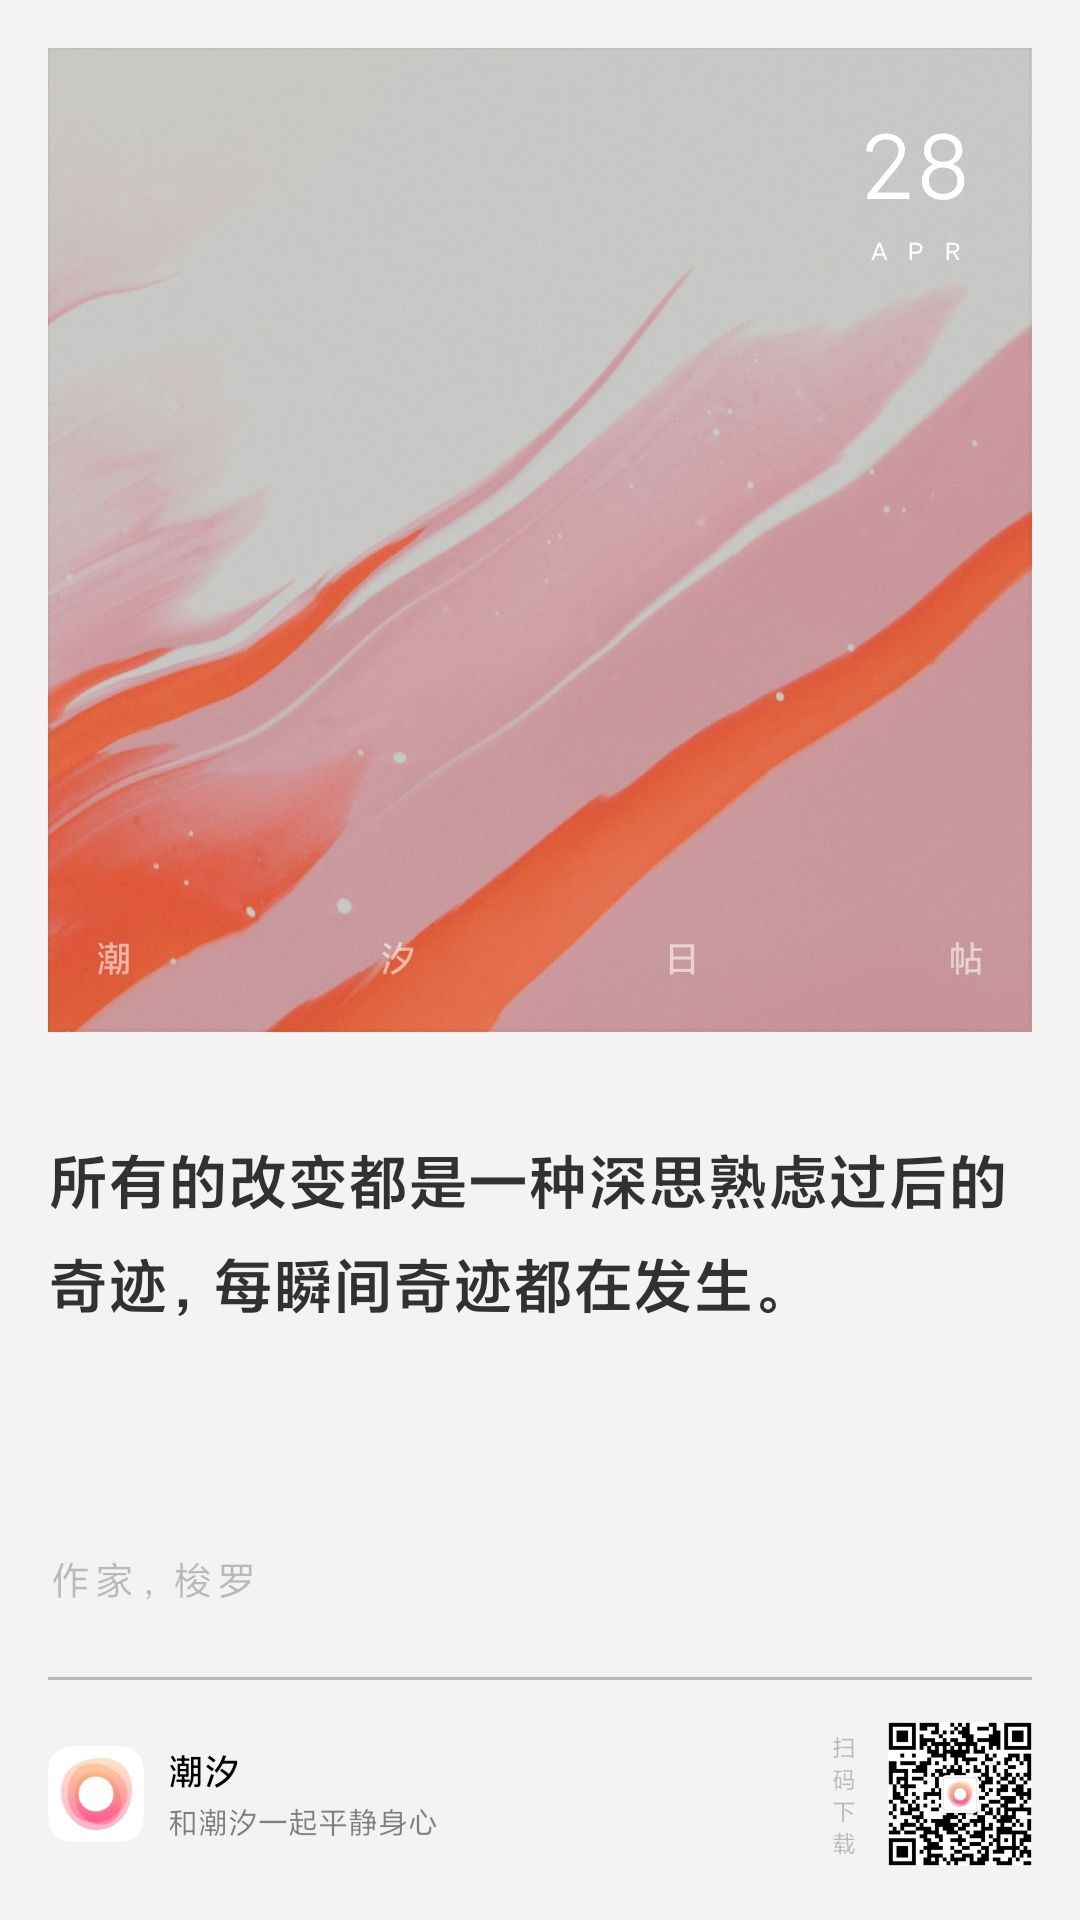 28
APR
潮汐日帖
所有的改变都是一种深思熟虑过后的
奇迹，每瞬间奇迹都在发生。
作家，梭罗
潮汐
和潮汐一起平静身心
扫码下载